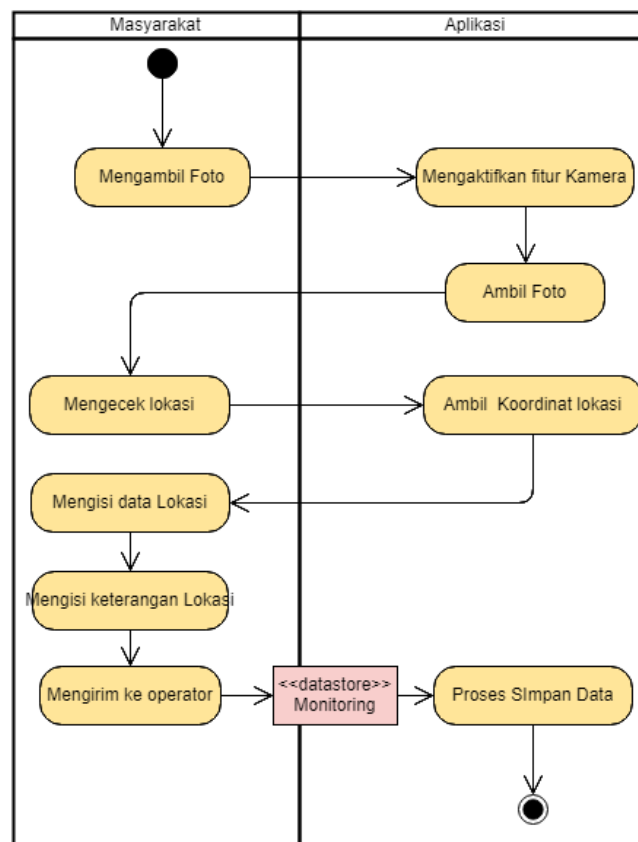 Masyarakat
Aplikasi
Mengambil Foto
Mengaktifkan fitur Kamera
Ambil Foto
Mengecek lokasi
Ambil Koordinat lokasi
Mengisi data Lokasi
Mengisi keterangan Lokasi
Mengirim ke operator
<<datastore>>
Monitoring
Proses SImpan Data